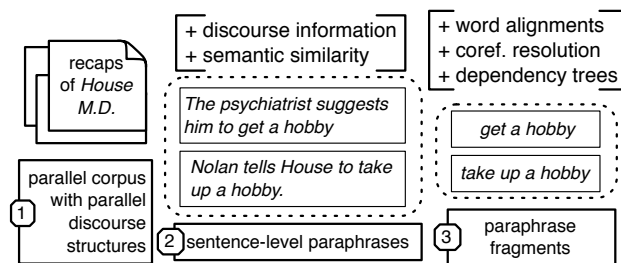 recaps
of House
M.D.
1
parallel corpus
with parallel
discourse
structures
+ discourse information
+ semantic similarity
The psychiatrist suggests
him to get a hobby
Nolan tells House to take
up a hobby.
2
sentence-level paraphrases
+ word alignments
+ coref. resolution
+ dependency trees
get a hobby
take up a hobby
3
paraphrase
fragments